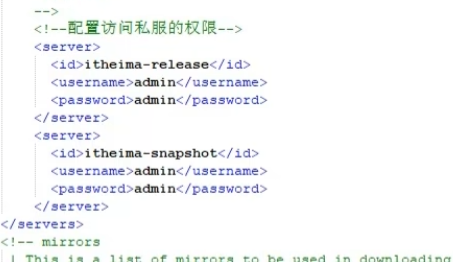 -->
<!--配置访问私服的权限-->
<server>
<id>itheima-release</id>
<username>admin</username>
<password>admin</password>
</server>
<server>
<id>itheima-snapshot</id>
<username>admin</username>
<password>admin</password>
</server>
</servers>
<!-- mirrors
| This is a list of mirrors to be used in downloading